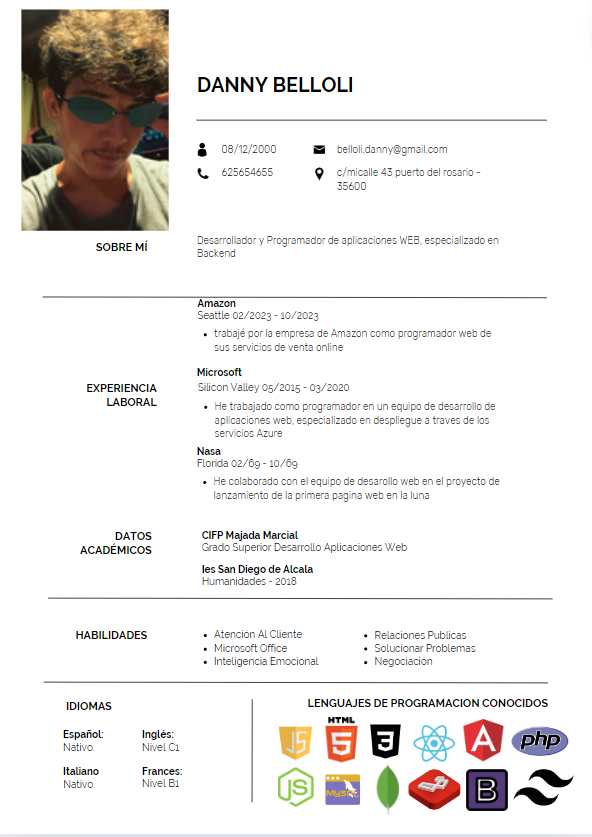 DANNY BELLOLI
08/12/2000
belloli.danny@gmail.com
625654655
c/micalle 43 puerto del rosario -
35600
SOBRE MÍ
Desarrollador y Programador de aplicaciones WEB, especializado en
Backend
EXPERIENCIA
LABORAL
Amazon
Seattle 02/2023 - 10/2023
• trabajé por la empresa de Amazon como programador web de
sus servicios de venta online
Microsoft
Silicon Valley 05/2015 - 03/2020
• He trabajado como programador en un equipo de desarrollo de
aplicaciones web, especializado en despliegue a traves de los
servicios Azure
Nasa
Florida 02/69 - 10/69
• He colaborado con el equipo de desarollo web en el proyecto de
lanzamiento de la primera pagina web en la luna
DATOS
ACADÉMICOS
CIFP Majada Marcial
Grado Superior Desarrollo Aplicaciones Web
Ies San Diego de Alcala
Humanidades - 2018
HABILIDADES
• Atención Al Cliente
• Microsoft Office
• Inteligencia Emocional
• Relaciones Publicas
• Solucionar Problemas
• Negociación
IDIOMAS
Español:
Nativo.
Inglés:
Nivel C1
Italiano
Nativo.
Frances:
Nivel B1
LENGUAJES DE PROGRAMACION CONOCIDOS
JS
HTML
5
3
A
php
JS
MySQL
B